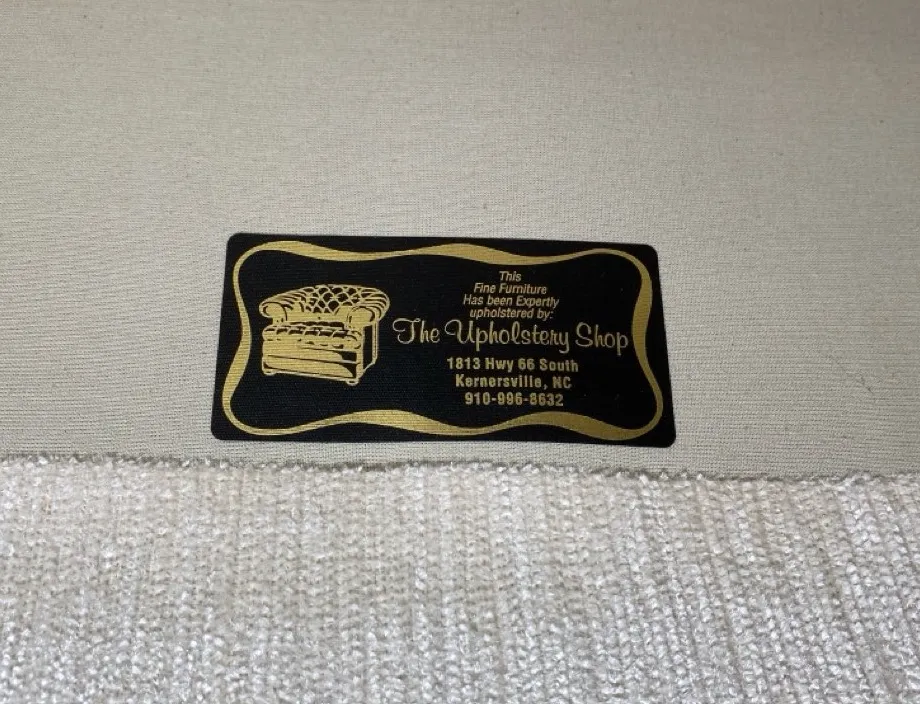 This
Fine Furniture
Has been Expertly
upholstered by:
The Upholstery Shop
1813 Hwy 66 South
Kernersville, NC
910-996-8632